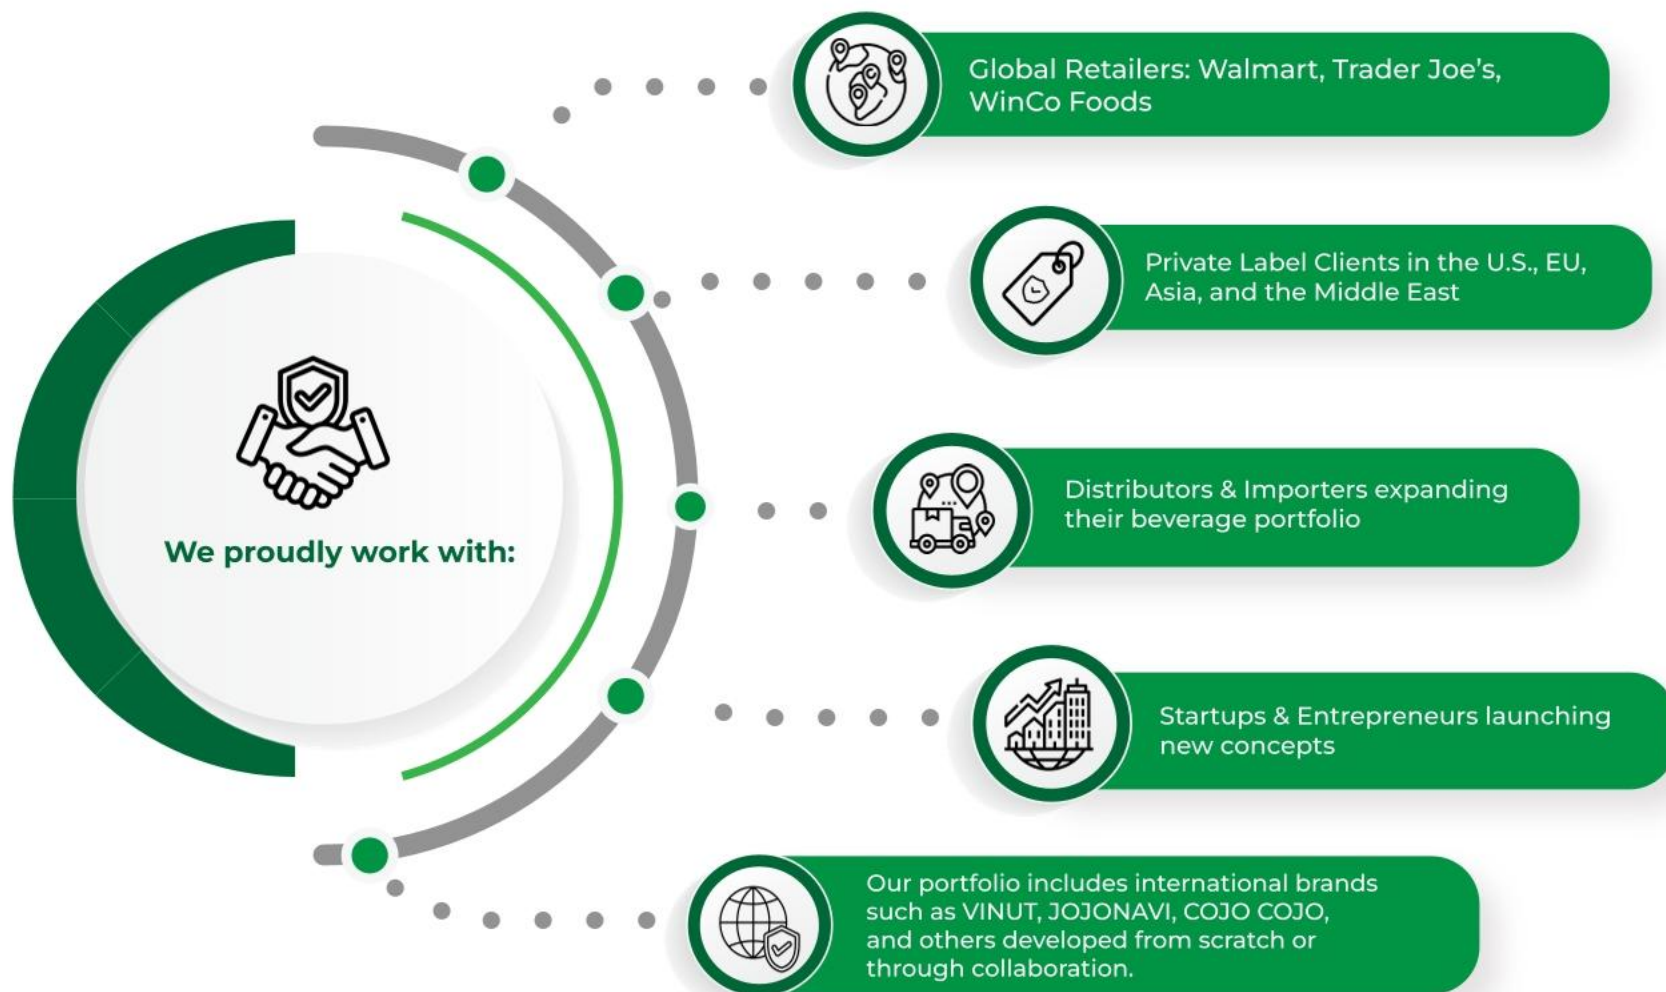 Global Retailers: Walmart, Trader Joe’s,
WinCo Foods
Private Label Clients in the U.S., EU,
Asia, and the Middle East
We proudly work with:
Distributors & Importers expanding
their beverage portfolio
Startups & Entrepreneurs launching
new concepts
Our portfolio includes international brands
such as VINUT, JOJONAVI, COJO COJO,
and others developed from scratch or
through collaboration.